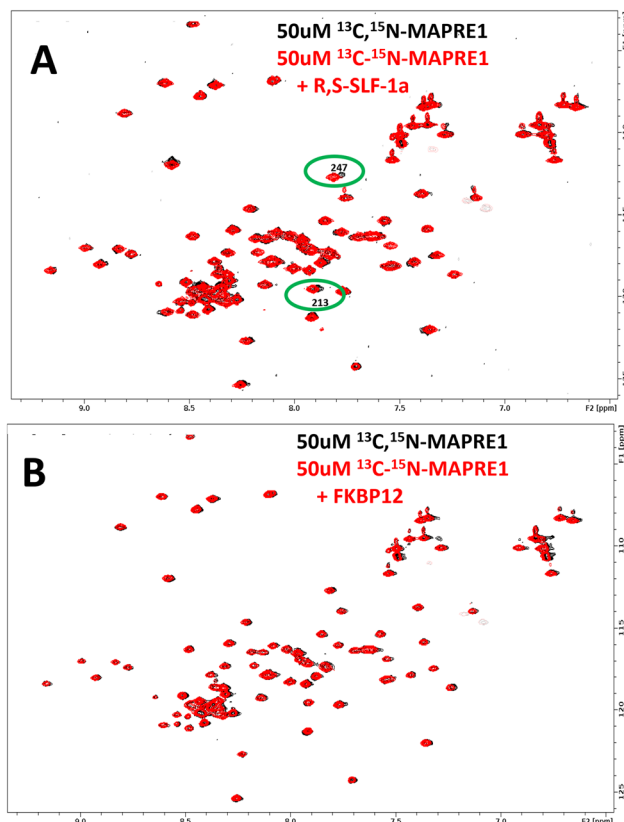 A
50uM ¹³C,¹⁵N-MAPRE1
50uM ¹³C-¹⁵N-MAPRE1
+ R,S-SLF-1a
247
213
9.0 8.5 8.0 7.5 7.0 F2 [ppm]
B
50uM ¹³C,¹⁵N-MAPRE1
50uM ¹³C-¹⁵N-MAPRE1
+ FKBP12
F1 [ppm]
110
115
120
125
9.0 8.5 8.0 7.5 7.0 F2 [ppm]